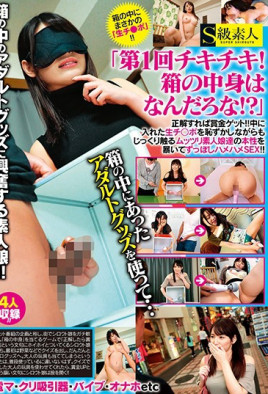 箱の中に
まさかの
「生チ●ポ」
!!
S級素人
SUPER AMATEUR
「第1回チキチキ!
箱の中身は
なんだろな!?」
正解すれば賞金ゲット!!中に
入れた生チ○ポを恥ずかしながらも
じっくり触るムッツリ素人娘達の本性を
暴いてずっぽしハメハメSEX!!
箱の中のアダルトグッズに興奮する素人娘!
箱の中にあった
アダルトグッズを使って…
4人
収録
電マ・クリ吸引器・バイブ・オナホetc